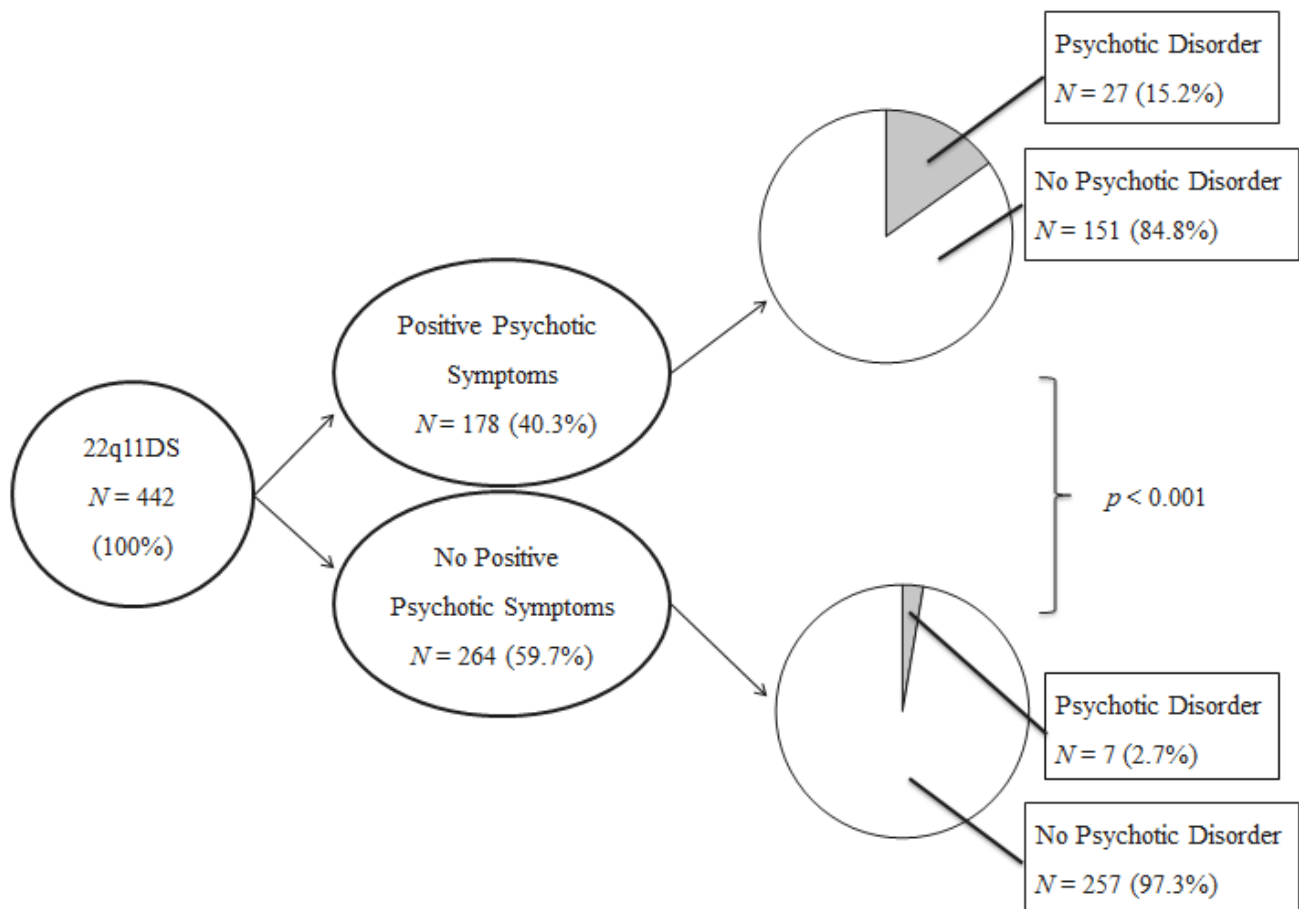 22q11DS
N = 442
(100%)
Positive Psychotic
Symptoms
N = 178 (40.3%)
No Positive
Psychotic Symptoms
N = 264 (59.7%)
Psychotic Disorder
N = 27 (15.2%)
No Psychotic Disorder
N = 151 (84.8%)
p < 0.001
Psychotic Disorder
N = 7 (2.7%)
No Psychotic Disorder
N = 257 (97.3%)